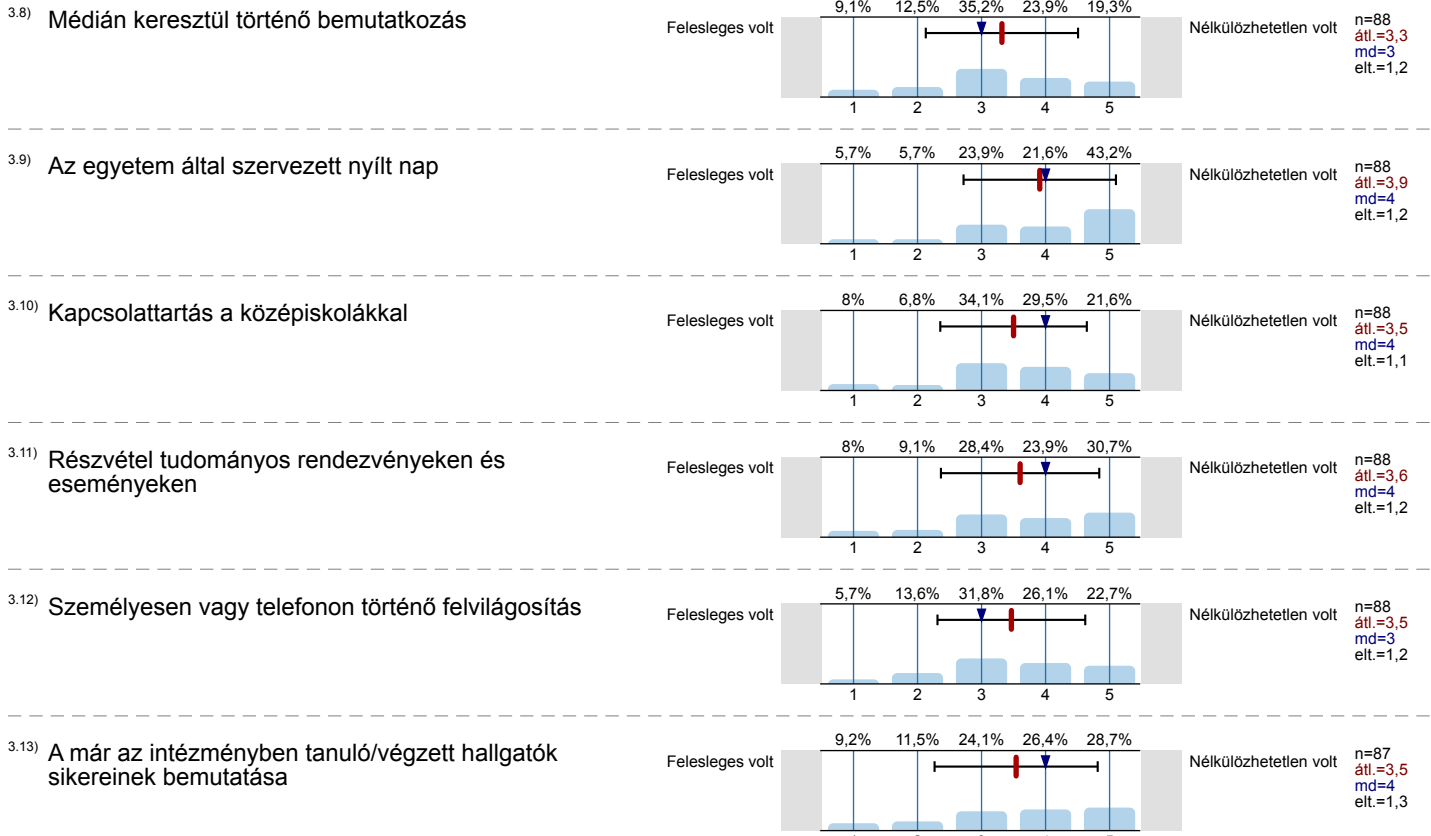 9,1% 12,5% 35,2% 23,9% 19,3%
3.8) Médián keresztül történő bemutatkozás
Felesleges volt
Nélkülözhetetlen volt
n=88
átl.=3,3
md=3
elt.=1,2
1 2 3 4 5
5,7% 5,7% 23,9% 21,6% 43,2%
3.9) Az egyetem által szervezett nyílt nap
Felesleges volt
Nélkülözhetetlen volt
n=88
átl.=3,9
md=4
elt.=1,2
1 2 3 4 5
8% 6,8% 34,1% 29,5% 21,6%
3.10) Kapcsolattartás a középiskolákkal
Felesleges volt
Nélkülözhetetlen volt
n=88
átl.=3,5
md=4
elt.=1,1
1 2 3 4 5
8% 9,1% 28,4% 23,9% 30,7%
3.11) Részvétel tudományos rendezvényeken és
eseményeken
Felesleges volt
Nélkülözhetetlen volt
n=88
átl.=3,6
md=4
elt.=1,2
1 2 3 4 5
5,7% 13,6% 31,8% 26,1% 22,7%
3.12) Személyesen vagy telefonon történő felvilágosítás
Felesleges volt
Nélkülözhetetlen volt
n=88
átl.=3,5
md=3
elt.=1,2
1 2 3 4 5
9,2% 11,5% 24,1% 26,4% 28,7%
3.13) A már az intézményben tanuló/végzett hallgatók
sikereinek bemutatása
Felesleges volt
Nélkülözhetetlen volt
n=87
átl.=3,5
md=4
elt.=1,3